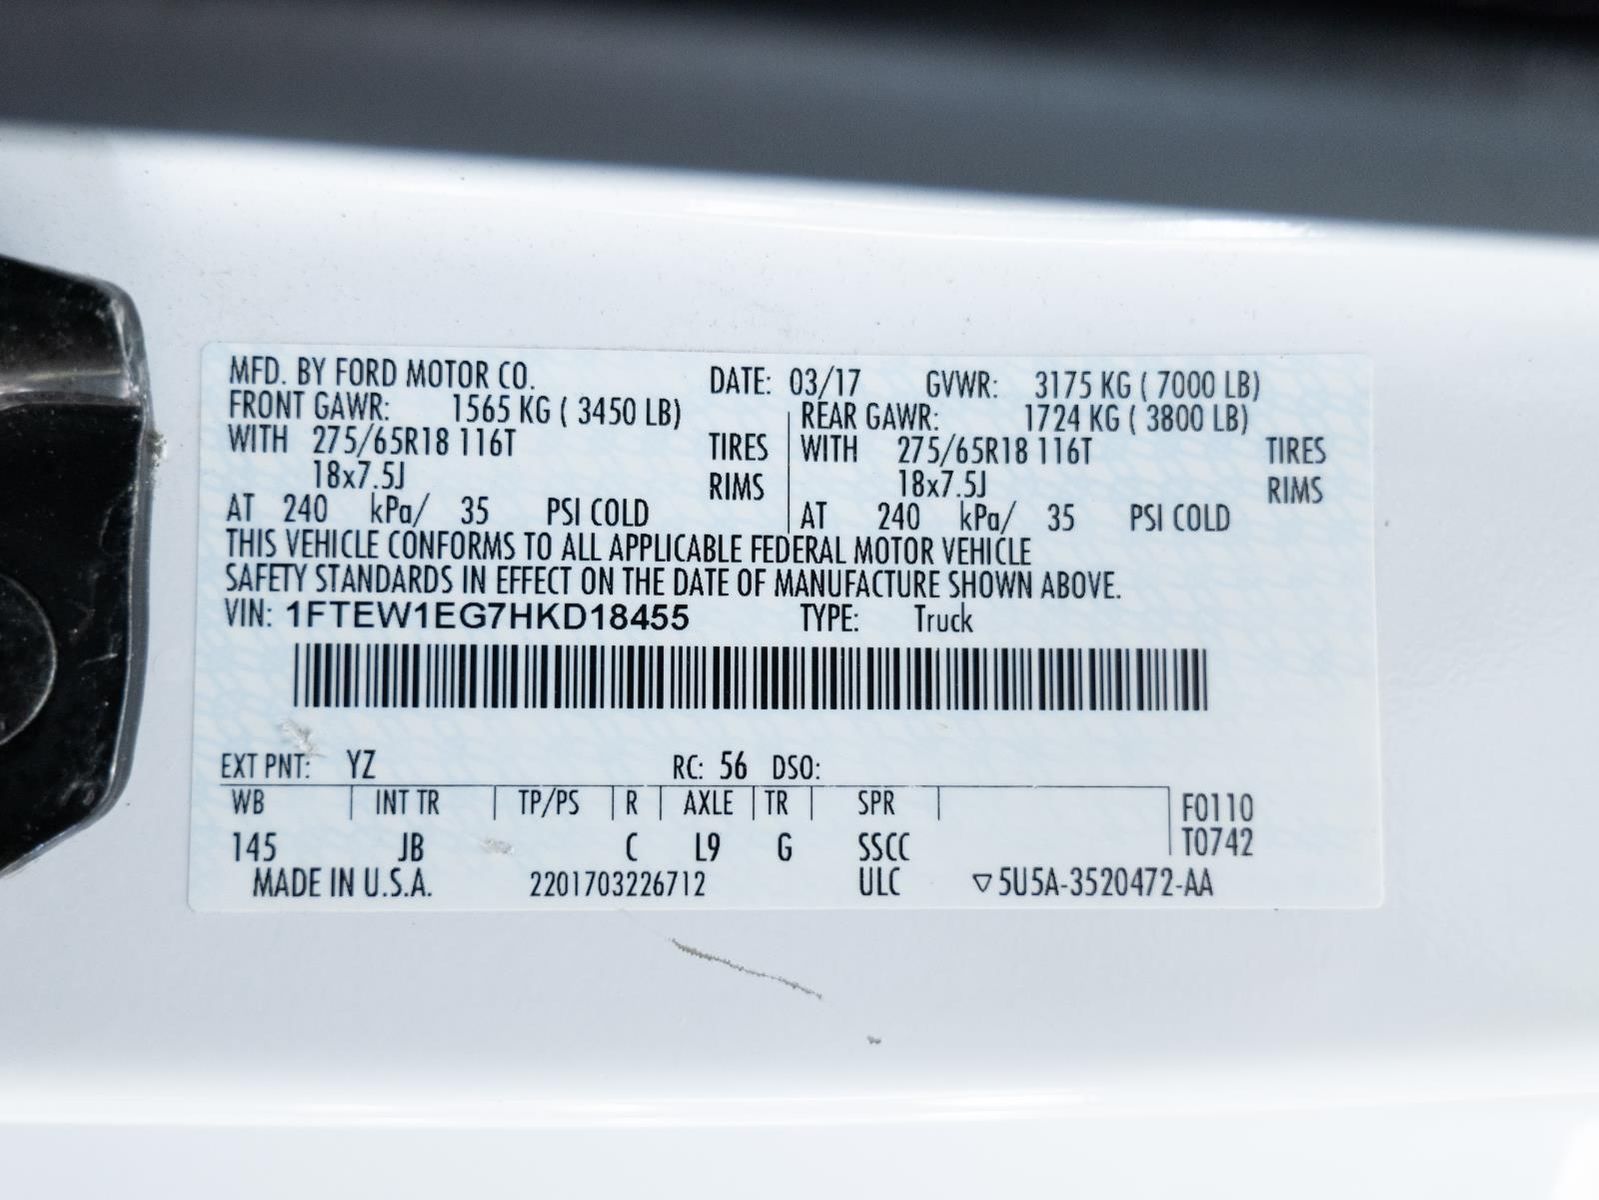 MFD. BY FORD MOTOR CO. DATE: 03/17 GVWR: 3175 KG ( 7000 LB)
FRONT GAWR: 1565 KG ( 3450 LB) REAR GAWR: 1724 KG ( 3800 LB)
WITH 275/65R18 116T TIRES WITH 275/65R18 116T TIRES
18x7.5J RIMS 18x7.5J RIMS
AT 240 kPa/ 35 PSI COLD AT 240 kPa/ 35 PSI COLD
THIS VEHICLE CONFORMS TO ALL APPLICABLE FEDERAL MOTOR VEHICLE
SAFETY STANDARDS IN EFFECT ON THE DATE OF MANUFACTURE SHOWN ABOVE.
VIN: 1FTEW1EG7HKD18455 TYPE: Truck
EXT PNT: YZ RC: 56 DSO:
WB INT TR TP/PS R AXLE TR SPR F0110
145 JB C L9 G SSCC T0742
MADE IN U.S.A. 2201703226712 ULC ▽5U5A-3520472-AA